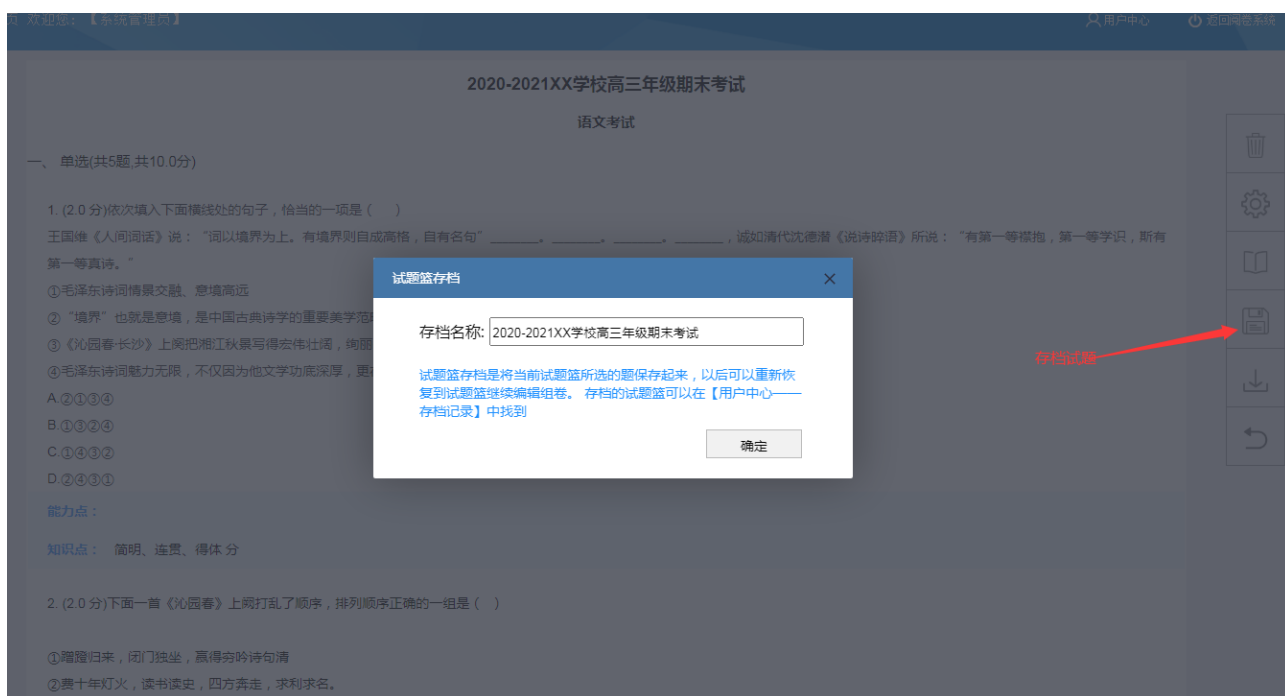 页 欢迎您：【系统管理员】
用户中心
返回阅卷系统
2020-2021XX学校高三年级期末考试
语文考试
一、 单选(共5题,共10.0分)
1. (2.0 分)依次填入下面横线处的句子，恰当的一项是（　）
王国维《人间词话》说：“词以境界为上。有境界则自成高格，自有名句”_______。_______。_______。_______，诚如清代沈德潜《说诗晬语》所说：“有第一等襟抱，第一等学识，斯有
第一等真诗。”
①毛泽东诗词情景交融、意境高远
②“境界”也就是意境，是中国古典诗学的重要美学范
③《沁园春·长沙》上阕把湘江秋景写得宏伟壮阔，绚丽
④毛泽东诗词魅力无限，不仅因为他文学功底深厚，更
A.②①③④
B.①③②④
C.①④③②
D.②④③①
能力点：
知识点： 简明、连贯、得体 分
2. (2.0 分)下面一首《沁园春》上阕打乱了顺序，排列顺序正确的一组是（　）
①蹭蹬归来，闭门独坐，赢得穷吟诗句清
②费十年灯火，读书读史，四方奔走，求利求名。
试题篮存档
存档名称: 2020-2021XX学校高三年级期末考试
试题篮存档是将当前试题篮所选的题保存起来，以后可以重新恢
复到试题篮继续编辑组卷。 存档的试题篮可以在【用户中心——
存档记录】中找到
确定
存档试题